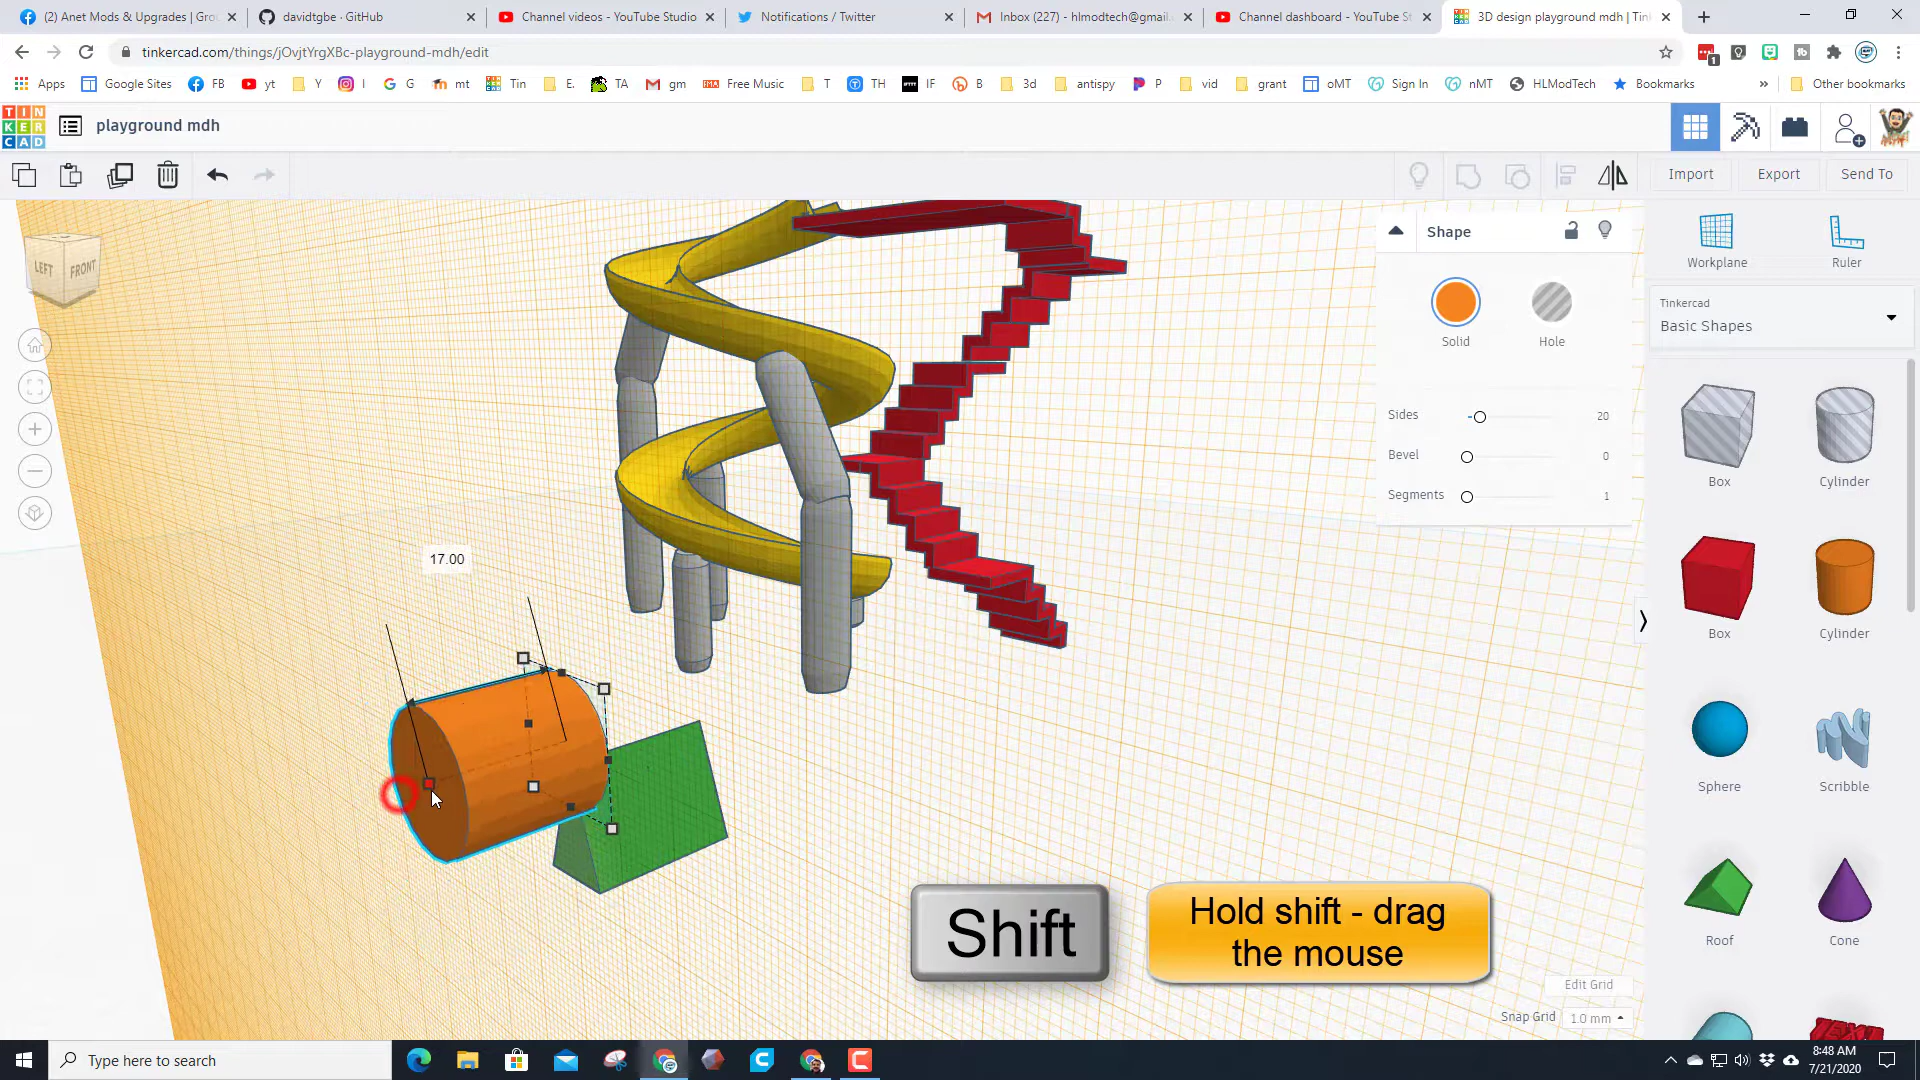 (2) Anet Mods & Upgrades | Gro
davidtgbe · GitHub
Channel videos - YouTube Studio
Notifications / Twitter
Inbox (227) - hlmodtech@gmail.
Channel dashboard - YouTube St
3D design playground mdh | Tin
tinkercad.com/things/jOvjtYrgXBc-playground-mdh/edit
1
Apps
Google Sites
FB
yt
Y
I
G
mt
Tin
E.
TA
gm
Free Music
T
TH
IF
B
3d
antispy
P
vid
grant
oMT
Sign In
nMT
HLModTech
Bookmarks
»
Other bookmarks
TIN
KER
CAD
playground mdh
Import
Export
Send To
LEFT
FRONT
Shape
Solid
Hole
Sides
20
Bevel
0
Segments
1
Workplane
Ruler
Tinkercad
Basic Shapes
Box
Cylinder
Box
Cylinder
Sphere
Scribble
Roof
Cone
17.00
Shift
Hold shift - drag
the mouse
Edit Grid
Snap Grid
1.0 mm
Type here to search
8:48 AM
7/21/2020